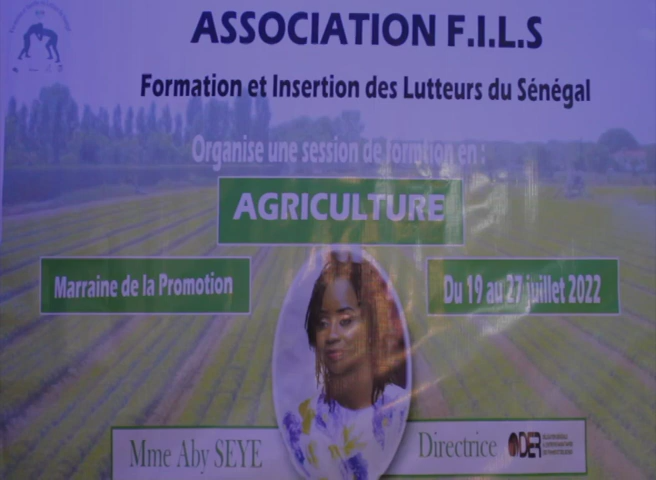 ASSOCIATION F.I.L.S
Formation et Insertion des Lutteurs du Sénégal
Organise une session de formation en :
AGRICULTURE
Marraine de la Promotion
Du 19 au 27 juillet 2022
Mme Aby SEYE
Directrice DER